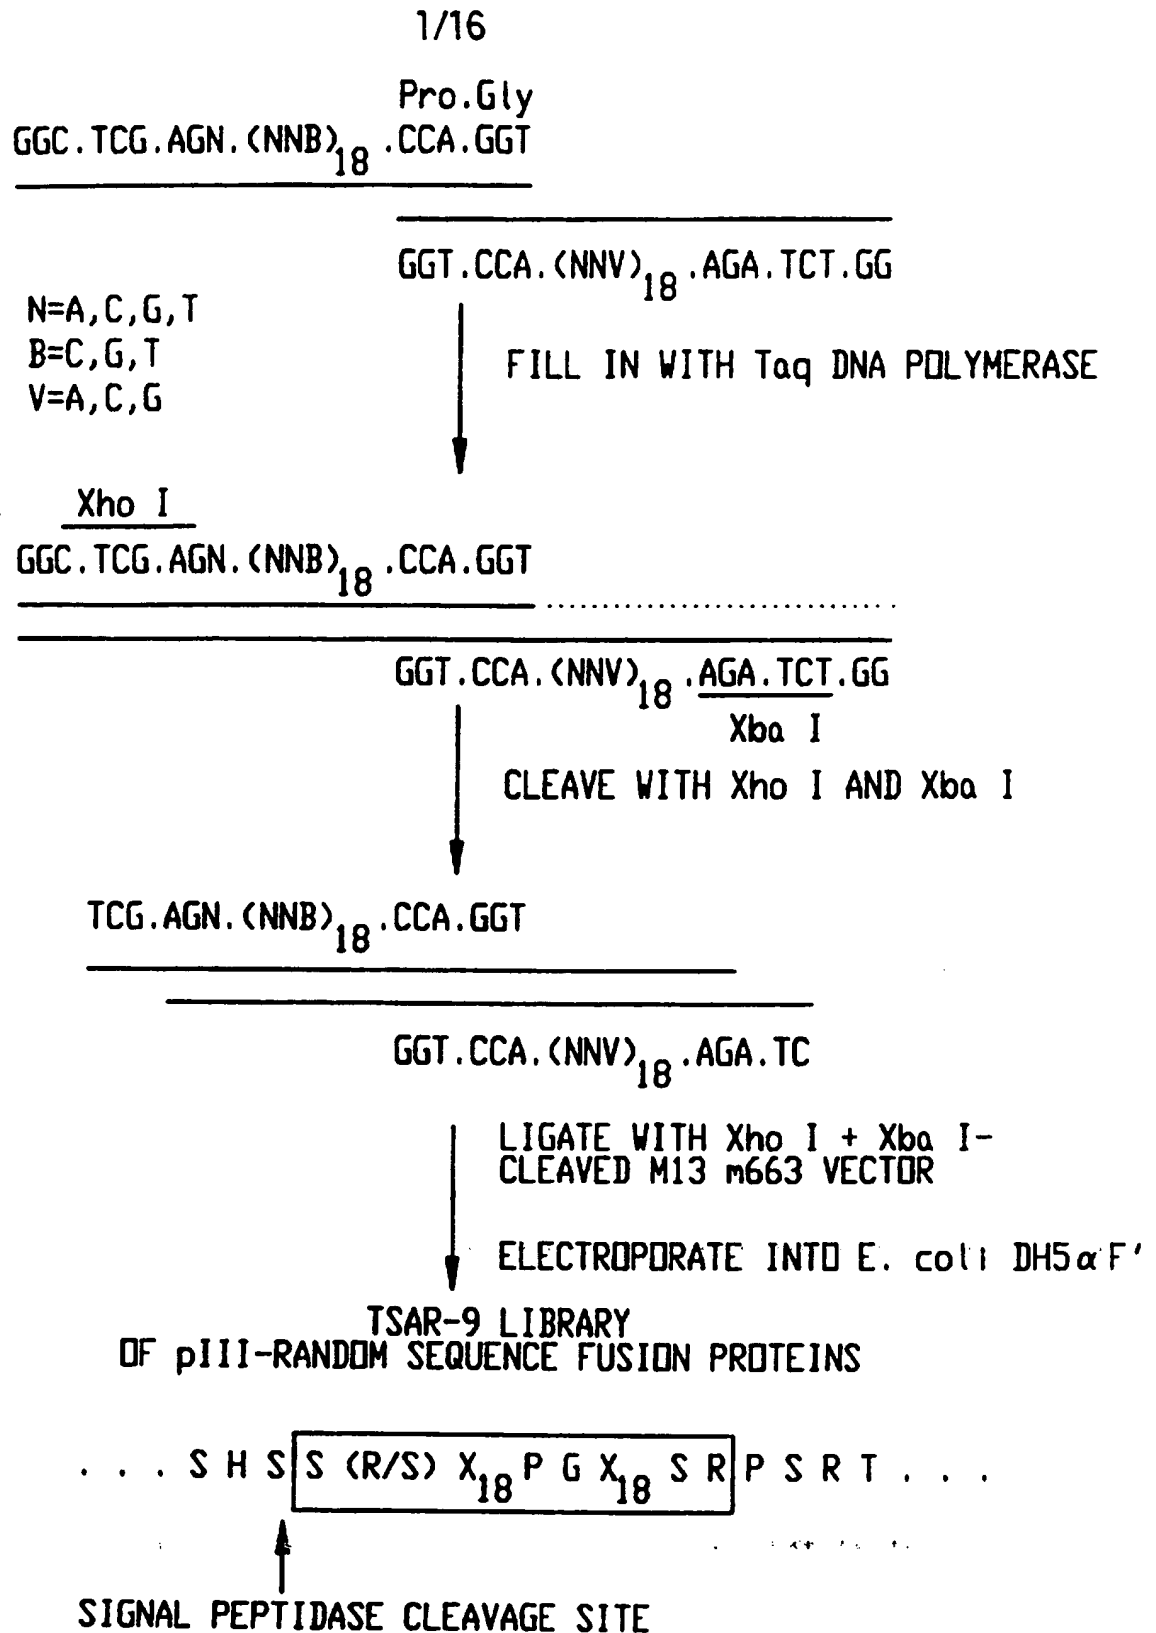 1/16
Pro.Gly
GGC.TCG.AGN.(NNB)18.CCA.GGT
GGT.CCA.(NNV)18.AGA.TCT.GG
N=A,C,G,T
B=C,G,T
V=A,C,G
FILL IN WITH Taq DNA POLYMERASE
Xho I
GGC.TCG.AGN.(NNB)18.CCA.GGT
GGT.CCA.(NNV)18.AGA.TCT.GG
Xba I
CLEAVE WITH Xho I AND Xba I
TCG.AGN.(NNB)18.CCA.GGT
GGT.CCA.(NNV)18.AGA.TC
LIGATE WITH Xho I + Xba I-
CLEAVED M13 m663 VECTOR
ELECTROPORATE INTO E. coli DH5αF'
TSAR-9 LIBRARY
OF pIII-RANDOM SEQUENCE FUSION PROTEINS
. . . S H S S (R/S) X18 P G X18 S R P S R T . . .
SIGNAL PEPTIDASE CLEAVAGE SITE